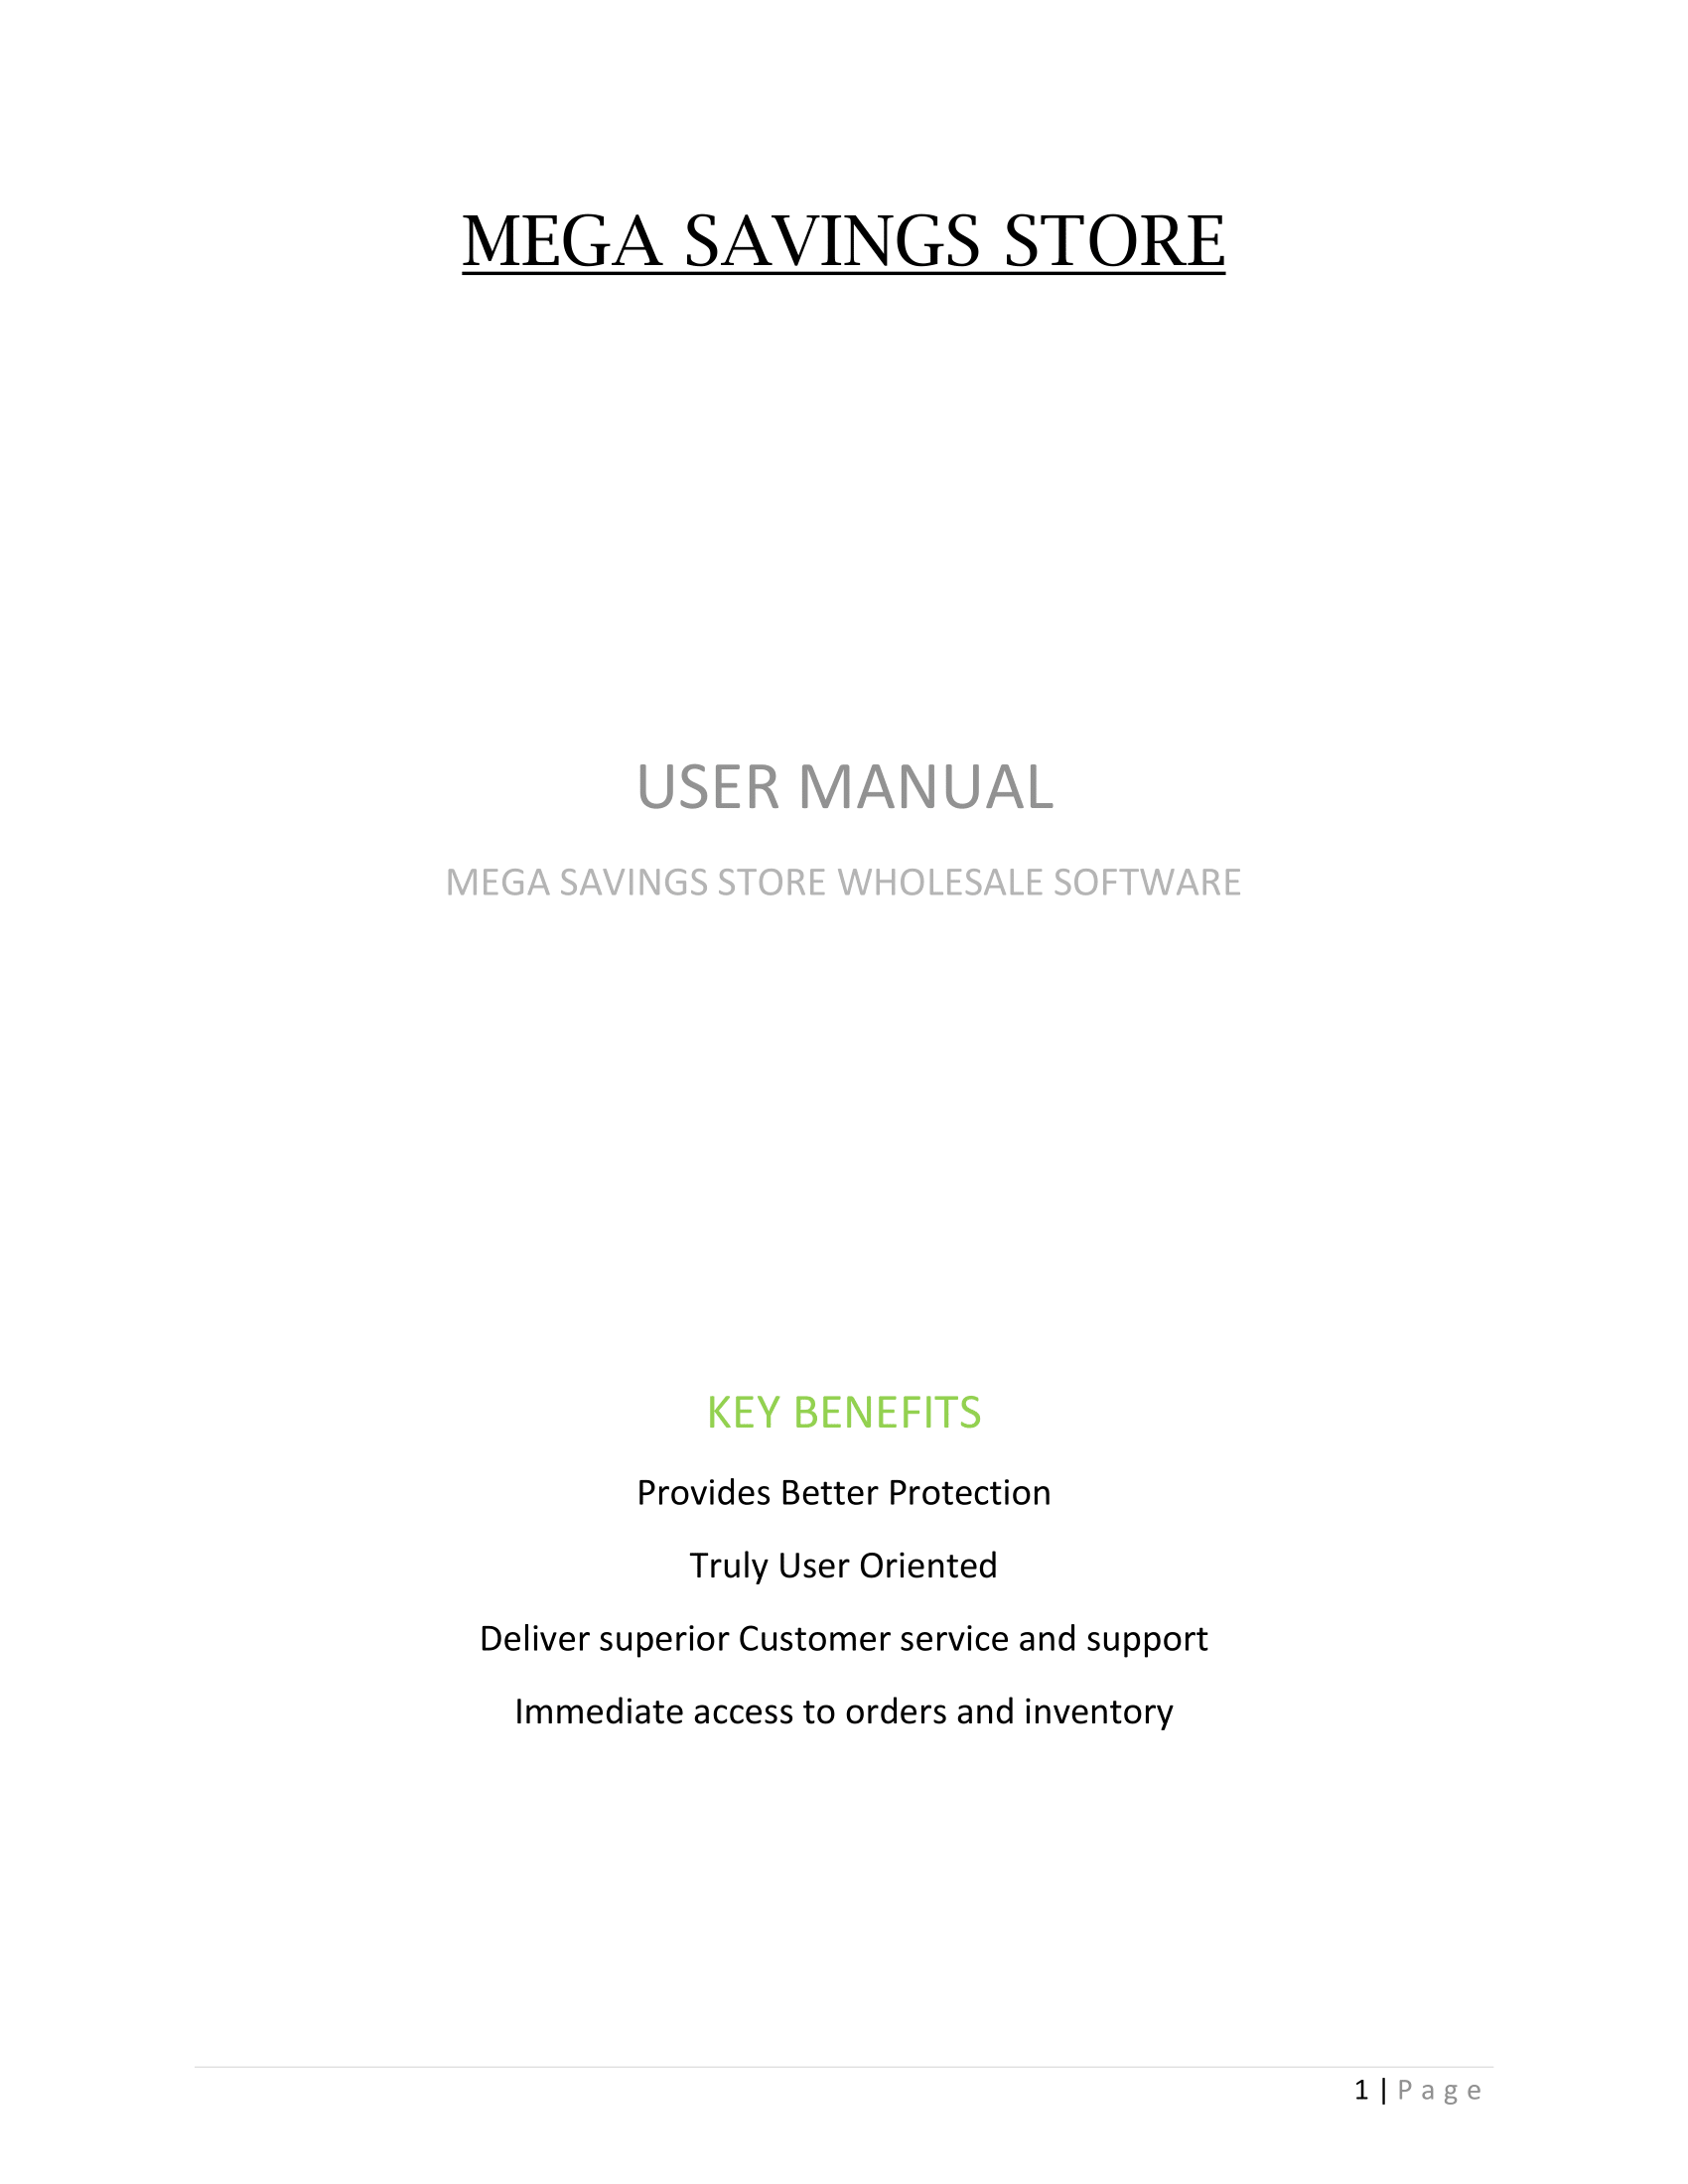 MEGA SAVINGS STORE
USER MANUAL
MEGA SAVINGS STORE WHOLESALE SOFTWARE
KEY BENEFITS
Provides Better Protection
Truly User Oriented
Deliver superior Customer service and support
Immediate access to orders and inventory
1 | Page